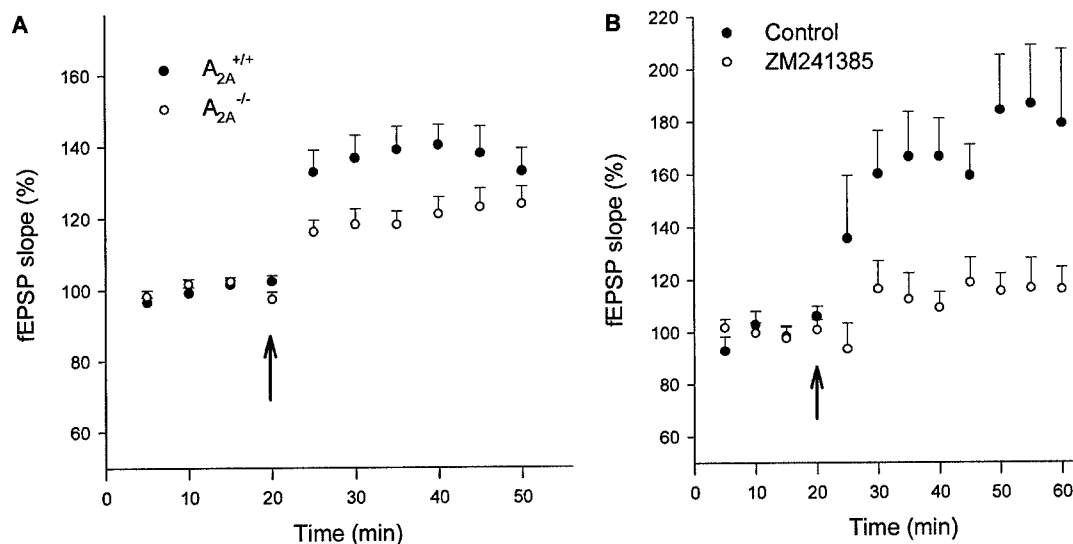 A
A2A+/+
A2A-/-
160
140
120
100
80
60
fEPSP slope (%)
0 10 20 30 40 50
Time (min)
B
Control
ZM241385
220
200
180
160
140
120
100
80
60
fEPSP slope (%)
0 10 20 30 40 50 60
Time (min)